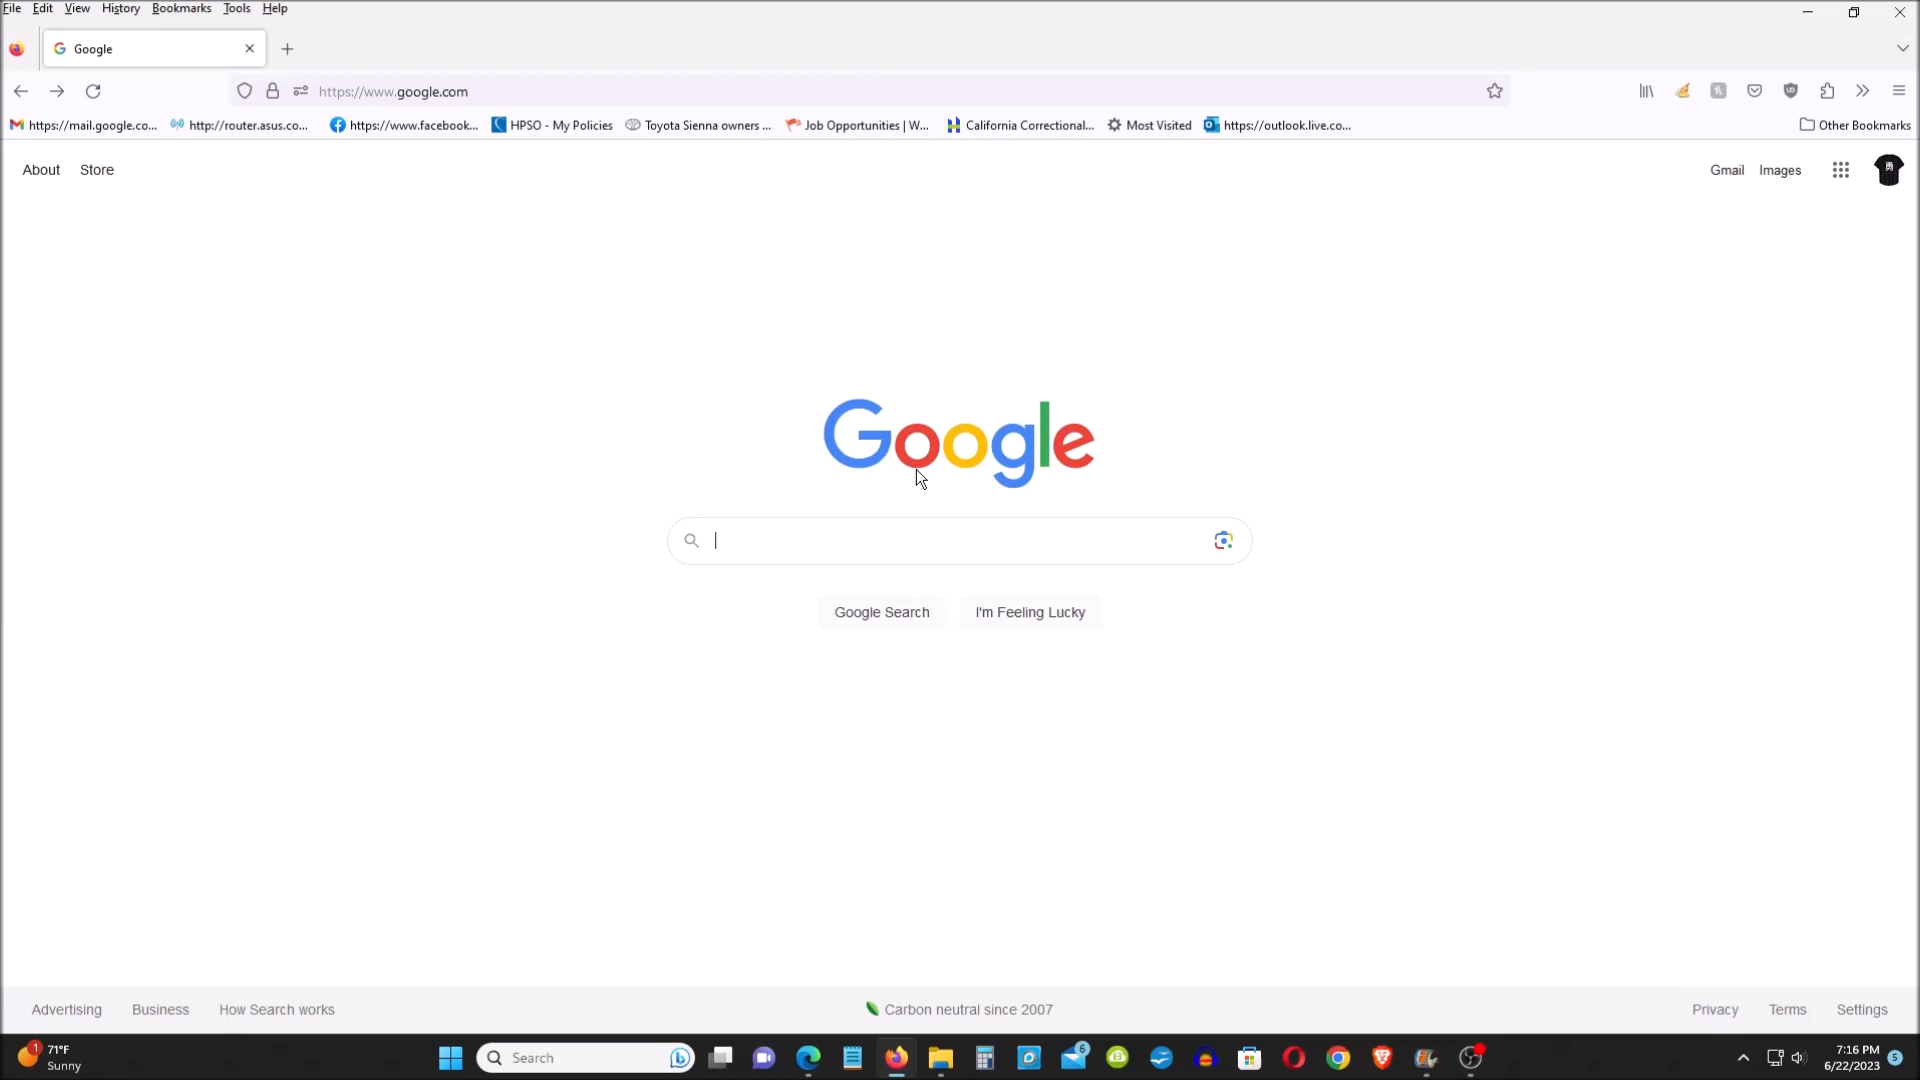 File Edit View History Bookmarks Tools Help
Google
https://www.google.com
https://mail.google.co... http://router.asus.co... https://www.facebook... HPSO - My Policies Toyota Sienna owners ... Job Opportunities | W... California Correctional... Most Visited https://outlook.live.co... Other Bookmarks
About Store Gmail Images
Google
Google Search I'm Feeling Lucky
Advertising Business How Search works Carbon neutral since 2007 Privacy Terms Settings
1 71°F
Sunny
Search
6
7:16 PM
6/22/2023
5